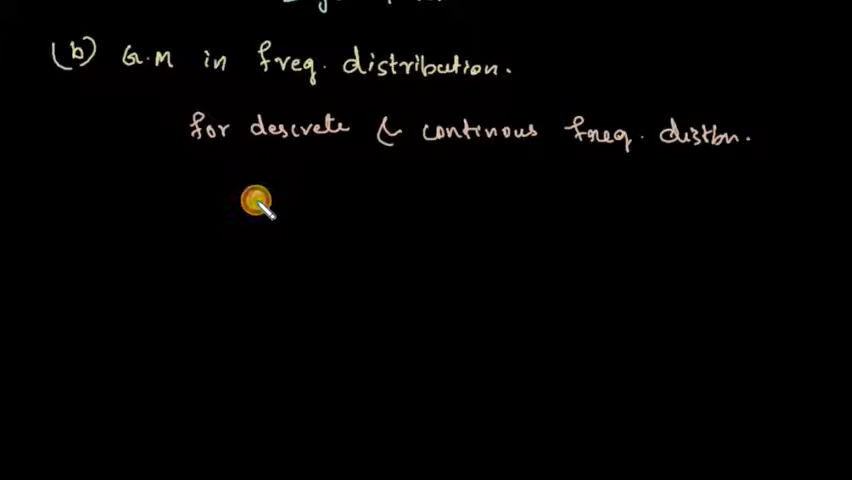 (b) G.M in freq. distribution.
for descrete & continous freq. distbn.